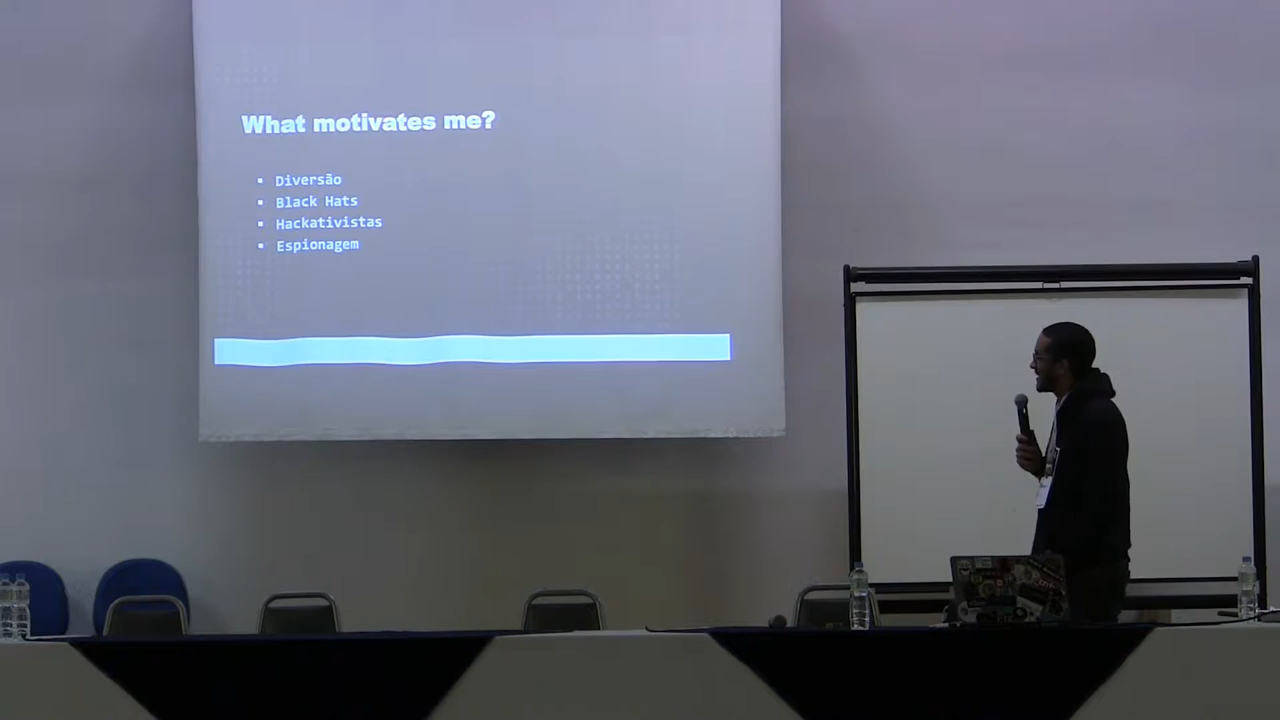 What motivates me?
▪ Diversão
▪ Black Hats
▪ Hackativistas
▪ Espionagem